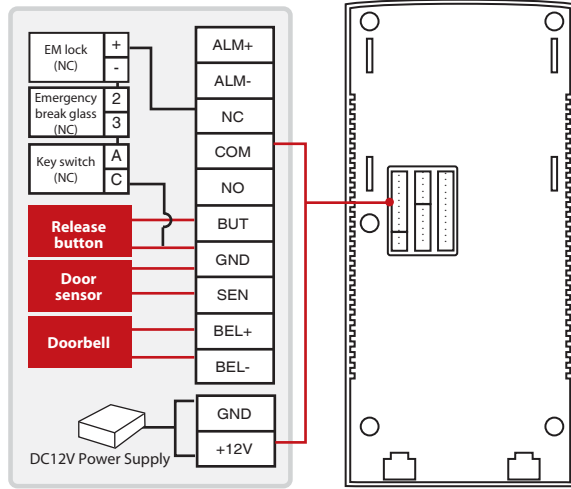 EM lock
(NC)
+
-
Emergency
break glass
(NC)
2
3
Key switch
(NC)
A
C
Release
button
Door
sensor
Doorbell
DC12V Power Supply
ALM+
ALM-
NC
COM
NO
BUT
GND
SEN
BEL+
BEL-
GND
+12V